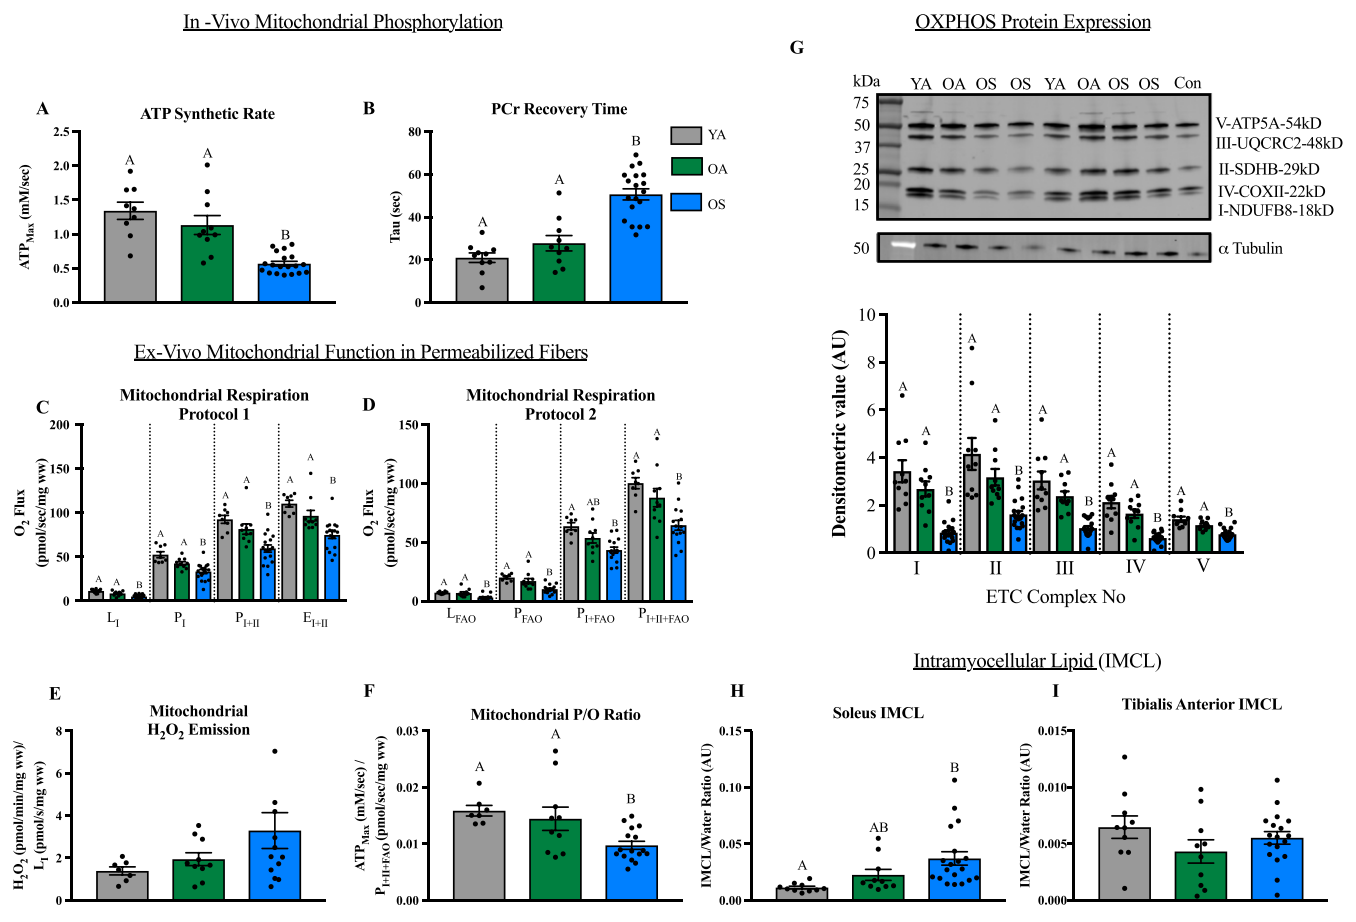 In -Vivo Mitochondrial Phosphorylation
A
ATP Synthetic Rate
ATPMax (mM/sec)
2.5
2.0
1.5
1.0
0.5
0.0
A
A
B
B
PCr Recovery Time
Tau (sec)
80
60
40
20
0
A
A
B
YA
OA
OS
Ex-Vivo Mitochondrial Function in Permeabilized Fibers
C
Mitochondrial Respiration
Protocol 1
O2 Flux
(pmol/sec/mg ww)
200
150
100
50
0
A A B
A A B
A A B
A A B
LI PI PI+II EI+II
D
Mitochondrial Respiration
Protocol 2
O2 Flux
(pmol/sec/mg ww)
150
100
50
0
A A B
A A B
A AB B
A A B
LFAO PFAO PI+FAO PI+II+FAO
E
Mitochondrial
H2O2 Emission
H2O2 (pmol/min/mg ww)/
LI (pmol/s/mg ww)
8
6
4
2
0
F
Mitochondrial P/O Ratio
ATPMax (mM/sec) /
PI+II+FAO (pmol/sec/mg ww)
0.03
0.02
0.01
0.00
A
A
B
OXPHOS Protein Expression
G
kDa
YA OA OS OS YA OA OS OS Con
75
50
37
25
20
15
V-ATP5A-54kD
III-UQCRC2-48kD
II-SDHB-29kD
IV-COXII-22kD
I-NDUFB8-18kD
50
α Tubulin
Densitometric value (AU)
10
8
6
4
2
0
A A B
A A B
A A B
A A B
A A B
I II III IV V
ETC Complex No
Intramyocellular Lipid (IMCL)
H
Soleus IMCL
IMCL/Water Ratio (AU)
0.15
0.10
0.05
0.00
A
AB
B
I
Tibialis Anterior IMCL
IMCL/Water Ratio (AU)
0.015
0.010
0.005
0.000